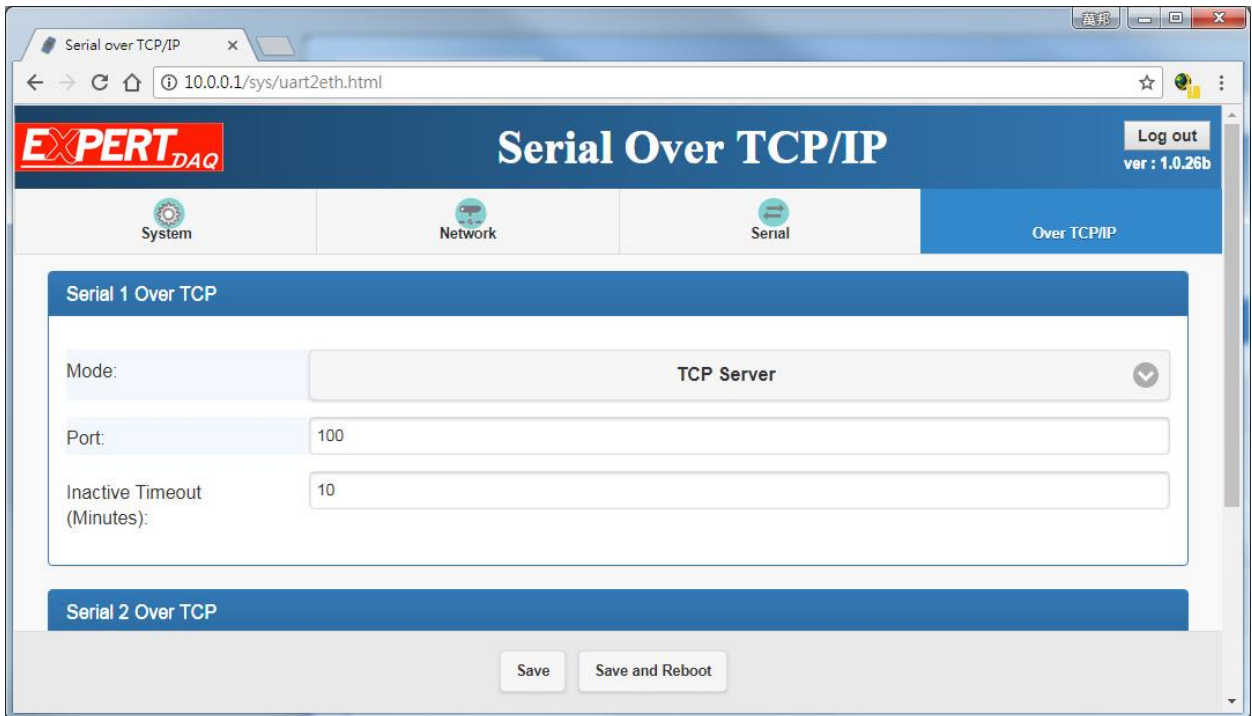 萬邦
Serial over TCP/IP
10.0.0.1/sys/uart2eth.html
EXPERT DAQ
Serial Over TCP/IP
Log out
ver : 1.0.26b
System
Network
Serial
Over TCP/IP
Serial 1 Over TCP
Mode:
TCP Server
Port:
100
Inactive Timeout
(Minutes):
10
Serial 2 Over TCP
Save
Save and Reboot